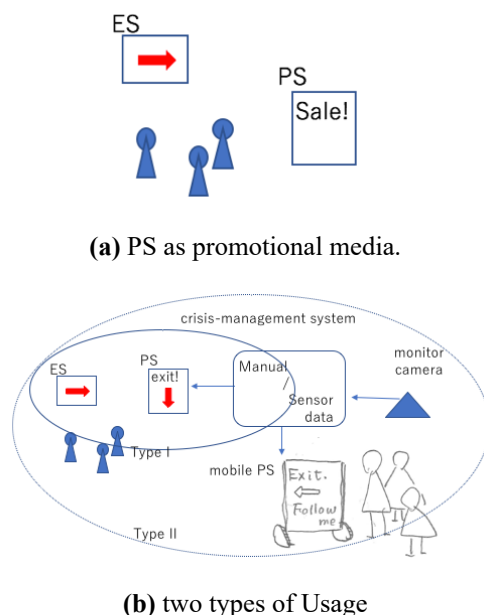 ES
PS
Sale!
(a) PS as promotional media.
crisis-management system
monitor
camera
ES
PS
exit!
Manual
/
Sensor
data
Type I
mobile PS
Exit.
Follow
me
Type II
(b) two types of Usage